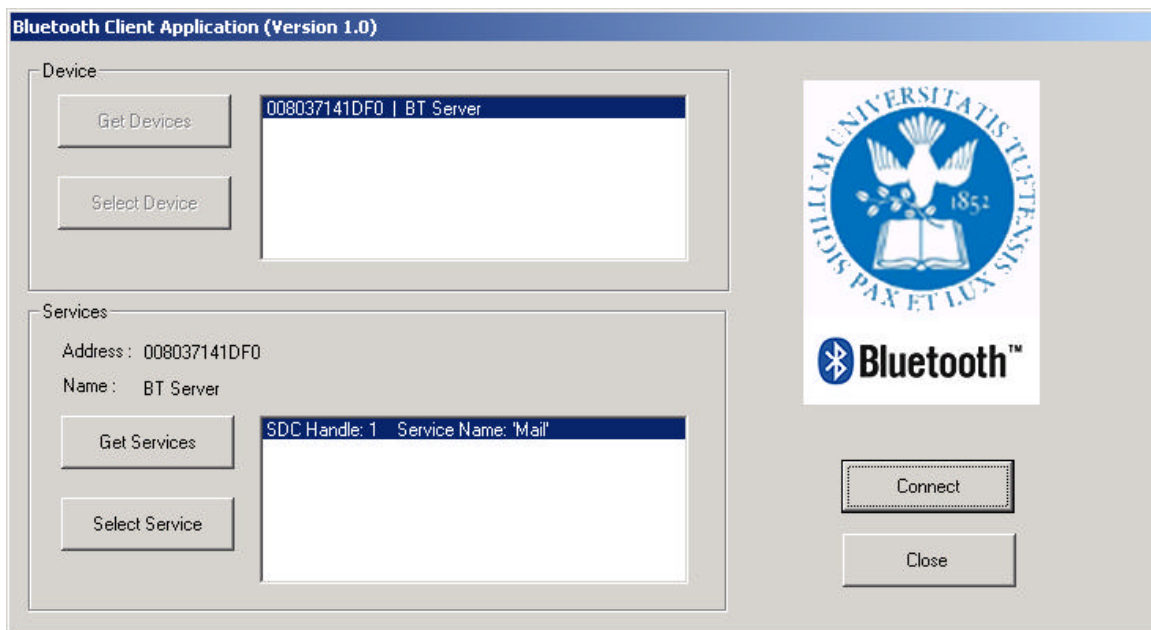 Bluetooth Client Application (Version 1.0)
Device
Get Devices
008037141DF0 | BT Server
Select Device
SIGILLUM UNIVERSITATIS TUFTENSIS
1852
PAX ET LUX
Bluetooth™
Services
Address : 008037141DF0
Name : BT Server
Get Services
SDC Handle: 1 Service Name: 'Mail'
Select Service
Connect
Close